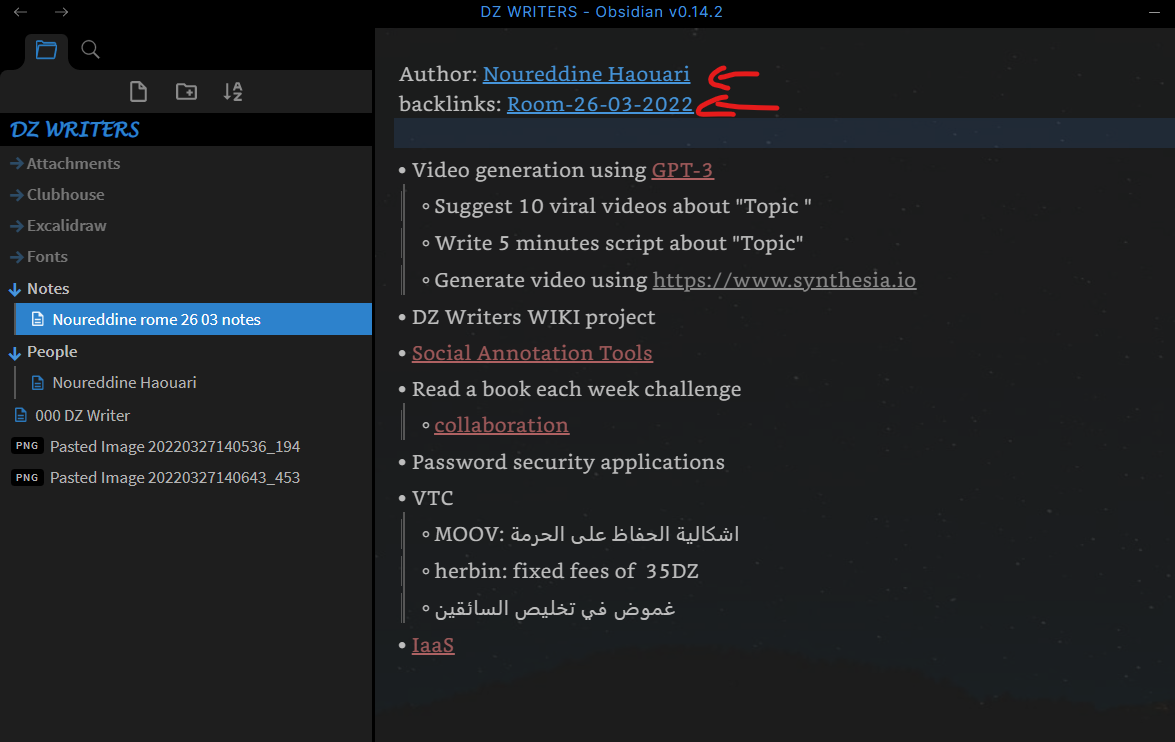 DZ WRITERS - Obsidian v0.14.2
DZ WRITERS
Attachments
Clubhouse
Excalidraw
Fonts
Notes
Noureddine rome 26 03 notes
People
Noureddine Haouari
000 DZ Writer
PNG Pasted Image 20220327140536_194
PNG Pasted Image 20220327140643_453
Author: Noureddine Haouari
backlinks: Room-26-03-2022
• Video generation using GPT-3
◦ Suggest 10 viral videos about "Topic "
◦ Write 5 minutes script about "Topic"
◦ Generate video using https://www.synthesia.io
• DZ Writers WIKI project
• Social Annotation Tools
• Read a book each week challenge
◦ collaboration
• Password security applications
• VTC
◦ MOOV: اشكالية الحفاظ على الحرمة
◦ herbin: fixed fees of  35DZ
◦ غموض في تخليص السائقين
• IaaS